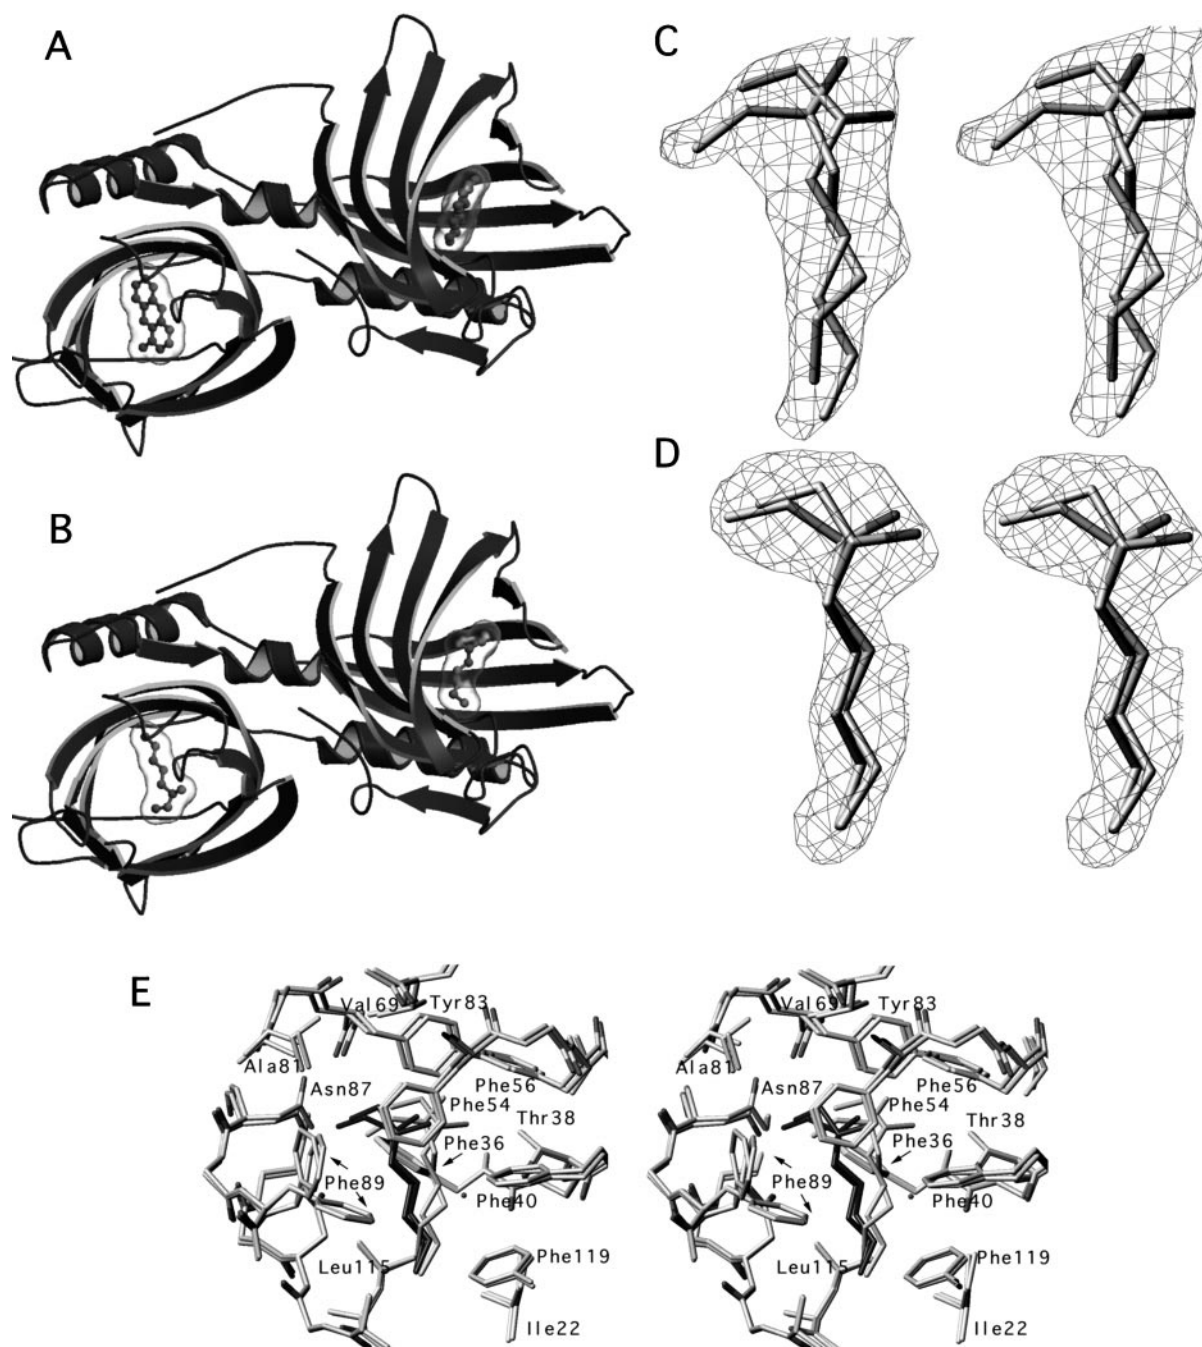 A
C
B
D
E
Val69
Tyr83
Ala81
Asn87
Phe56
Phe54
Thr38
Phe36
Phe89
Phe40
Leu115
Phe119
Ile22
Val69
Tyr83
Ala81
Asn87
Phe56
Phe54
Thr38
Phe36
Phe89
Phe40
Leu115
Phe119
Ile22